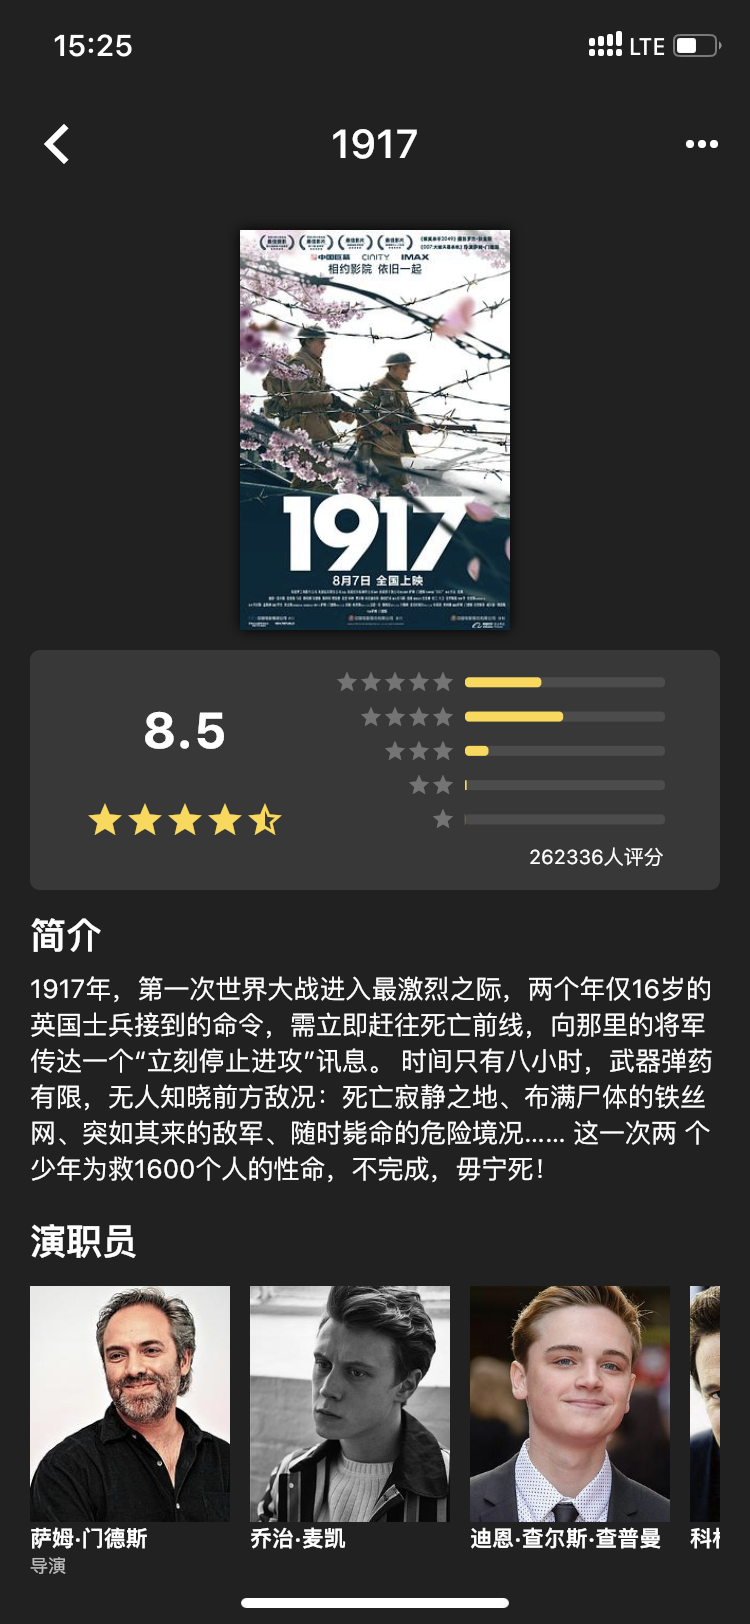 15:25
LTE
1917
中国巨幕 CINITY IMAX
相约影院 依旧一起
1917
8月7日 全国上映
8.5
262336人评分
简介
1917年，第一次世界大战进入最激烈之际，两个年仅16岁的
英国士兵接到的命令，需立即赶往死亡前线，向那里的将军
传达一个“立刻停止进攻”讯息。 时间只有八小时，武器弹药
有限，无人知晓前方敌况：死亡寂静之地、布满尸体的铁丝
网、突如其来的敌军、随时毙命的危险境况…… 这一次两 个
少年为救1600个人的性命，不完成，毋宁死！
演职员
萨姆·门德斯
导演
乔治·麦凯
迪恩·查尔斯·查普曼
科